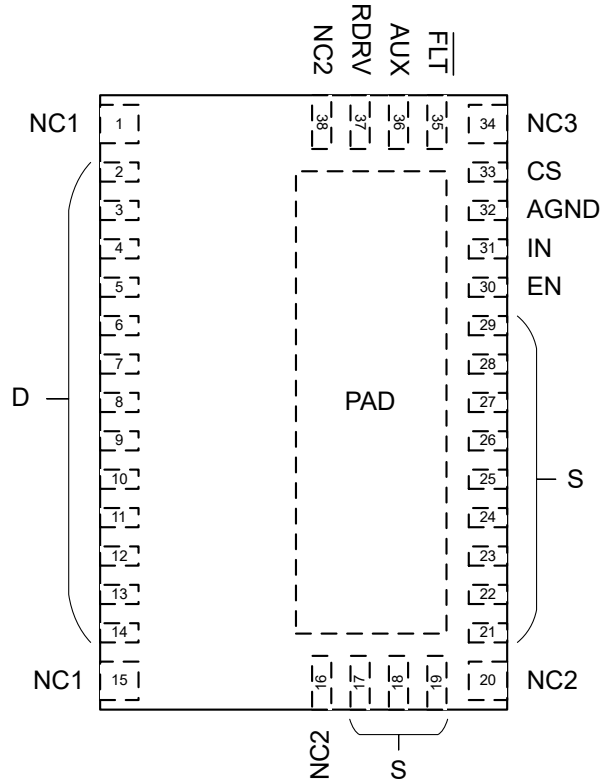 NC2 RDRV AUX FLT
38 37 36 35
NC1 1 34 NC3
2 33 CS
3 32 AGND
4 31 IN
5 30 EN
6 29
7 28
D 8 PAD 27
9 26
10 25 S
11 24
12 23
13 22
14 21
NC1 15 20 NC2
16 17 18 19
NC2 S